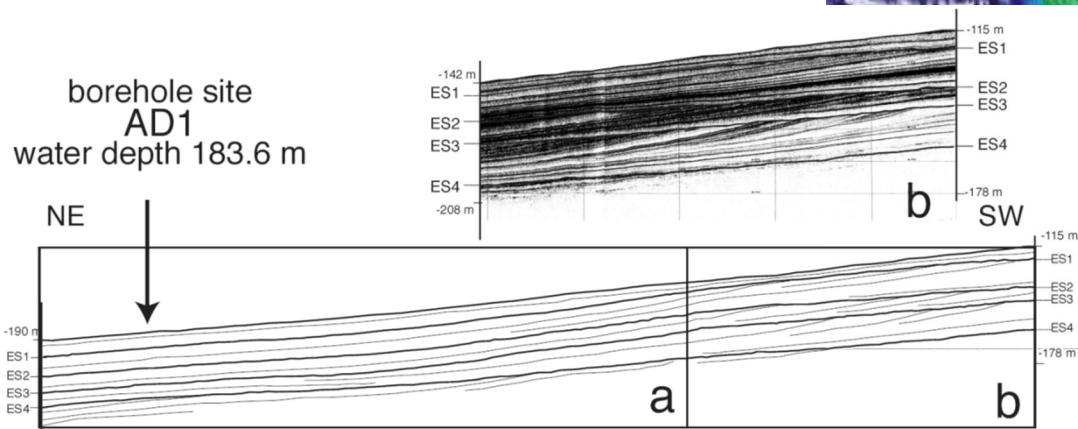 borehole site
AD1
water depth 183.6 m
NE
-142 m
ES1
ES2
ES3
ES4
-208 m
-115 m
ES1
ES2
ES3
ES4
-178 m
b
SW
-190 m
ES1
ES2
ES3
ES4
a
b
-115 m
ES1
ES2
ES3
ES4
-178 m